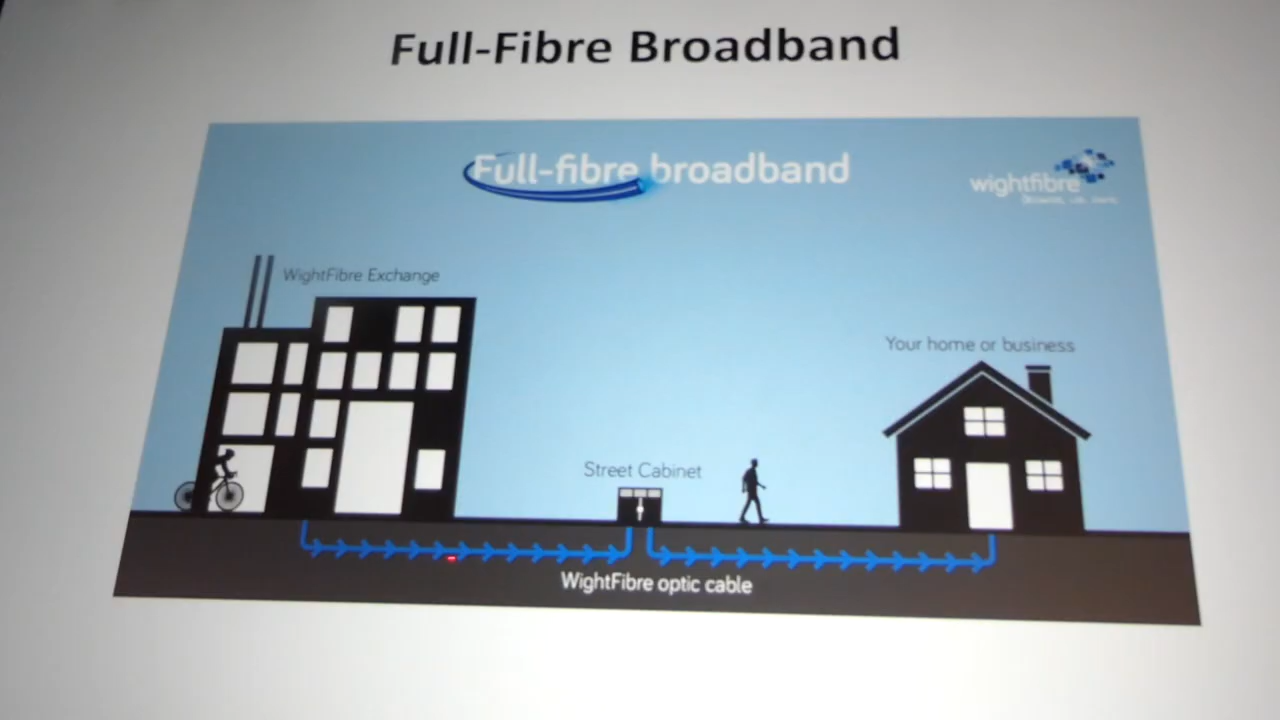 Full-Fibre Broadband
Full-fibre broadband
wightfibre
WightFibre Exchange
Your home or business
Street Cabinet
WightFibre optic cable